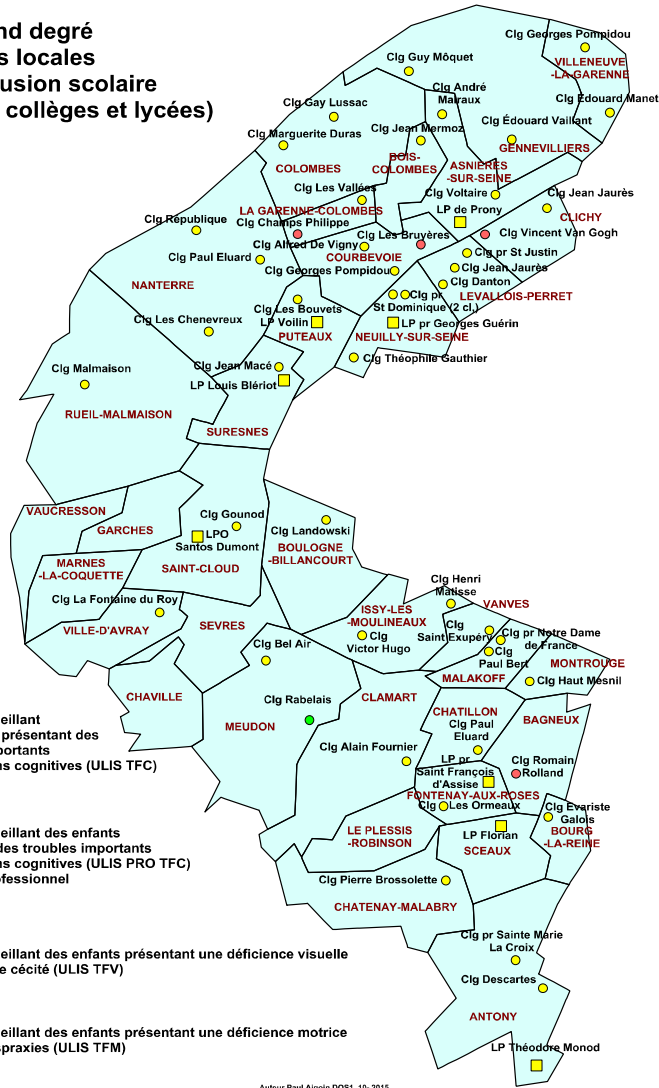 nd degré
s locales
usion scolaire
collèges et lycées)
Clg Georges Pompidou
VILLENEUVE
-LA-GARENNE
Clg Guy Môquet
Clg André
Malraux
Clg Edouard Manet
Clg Gay Lussac
Clg Édouard Vaillant
Clg Marguerite Duras
Clg Jean Mermoz
GENNEVILLIERS
COLOMBES
BOIS-
COLOMBES
ASNIERES
-SUR-SEINE
Clg Les Vallées
Clg Voltaire
Clg Jean Jaurès
LA GARENNE-COLOMBES
LP de Prony
CLICHY
Clg République
Clg Champs Philippe
Clg Les Bruyères
Clg Vincent Van Gogh
Clg Alfred De Vigny
Clg Paul Eluard
COURBEVOIE
Clg pr St Justin
Clg Georges Pompidou
Clg Jean Jaurès
Clg Danton
NANTERRE
LEVALLOIS-PERRET
Clg pr
Clg Les Bouvets
St Dominique (2 cl,)
Clg Les Chenevreux
LP Voilin
LP pr Georges Guérin
PUTEAUX
NEUILLY-SUR-SEINE
Clg Théophile Gauthier
Clg Malmaison
Clg Jean Macé
LP Louis Blériot
RUEIL-MALMAISON
SURESNES
VAUCRESSON
Clg Gounod
GARCHES
LPO
Santos Dumont
Clg Landowski
BOULOGNE
-BILLANCOURT
MARNES
-LA-COQUETTE
SAINT-CLOUD
Clg La Fontaine du Roy
Clg Henri
Matisse
VANVES
ISSY-LES
-MOULINEAUX
VILLE-D'AVRAY
SEVRES
Clg
Saint Exupéry
Clg
Victor Hugo
Clg pr Notre Dame
de France
Clg Bel Air
Clg
Paul Bert
MONTROUGE
MALAKOFF
Clg Haut Mesnil
CHAVILLE
Clg Rabelais
CLAMART
MEUDON
CHATILLON
BAGNEUX
Clg Paul
Eluard
eillant
présentant des
portants
ns cognitives (ULIS TFC)
Clg Alain Fournier
LP pr
Saint François
d'Assise
Clg Romain
Rolland
FONTENAY-AUX-ROSES
Clg Les Ormeaux
Clg Evariste
Galois
eillant des enfants
des troubles importants
ns cognitives (ULIS PRO TFC)
ofessionnel
LE PLESSIS
-ROBINSON
LP Florian
SCEAUX
BOURG
-LA-REINE
Clg Pierre Brossolette
CHATENAY-MALABRY
Clg pr Sainte Marie
La Croix
eillant des enfants présentant une déficience visuelle
e cécité (ULIS TFV)
Clg Descartes
ANTONY
eillant des enfants présentant une déficience motrice
spraxies (ULIS TFM)
LP Théodore Monod
Auteur Paul Aigoin DOS1 10- 2015